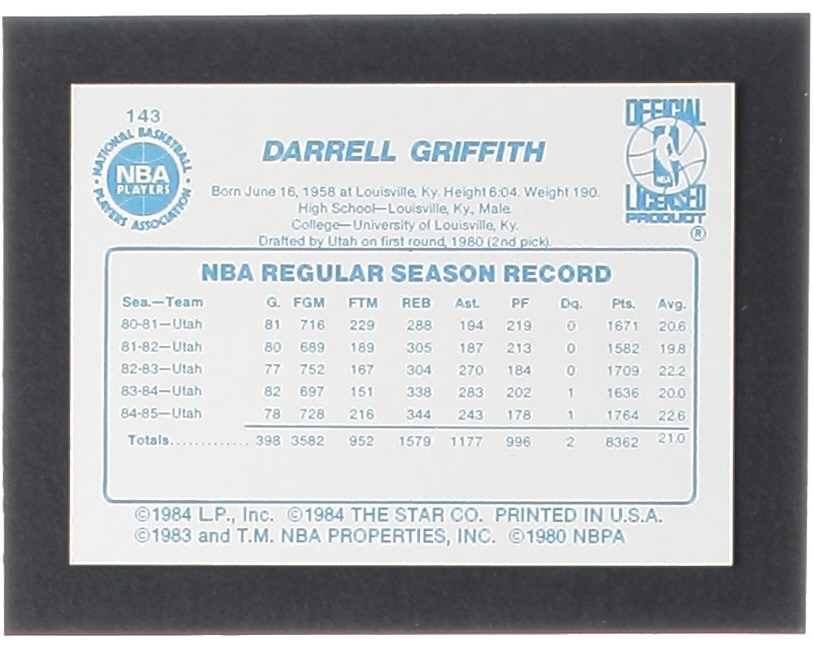 143
NATIONAL BASKETBALL
NBA
PLAYERS
PLAYERS ASSOCIATION
OFFICIAL
NBA
LICENSED
PRODUCT
®
DARRELL GRIFFITH
Born June 16, 1958 at Louisville, Ky. Height 6:04. Weight 190.
High School—Louisville, Ky., Male.
College—University of Louisville, Ky.
Drafted by Utah on first round, 1980 (2nd pick).
NBA REGULAR SEASON RECORD
Sea.—Team G. FGM FTM REB Ast. PF Dq. Pts. Avg.
80-81—Utah 81 716 229 288 194 219 0 1671 20.6
81-82—Utah 80 689 189 305 187 213 0 1582 19.8
82-83—Utah 77 752 167 304 270 184 0 1709 22.2
83-84—Utah 82 697 151 338 283 202 1 1636 20.0
84-85—Utah 78 728 216 344 243 178 1 1764 22.6
Totals............. 398 3582 952 1579 1177 996 2 8362 21.0
©1984 L.P., Inc. ©1984 THE STAR CO. PRINTED IN U.S.A.
©1983 and T.M. NBA PROPERTIES, INC. ©1980 NBPA